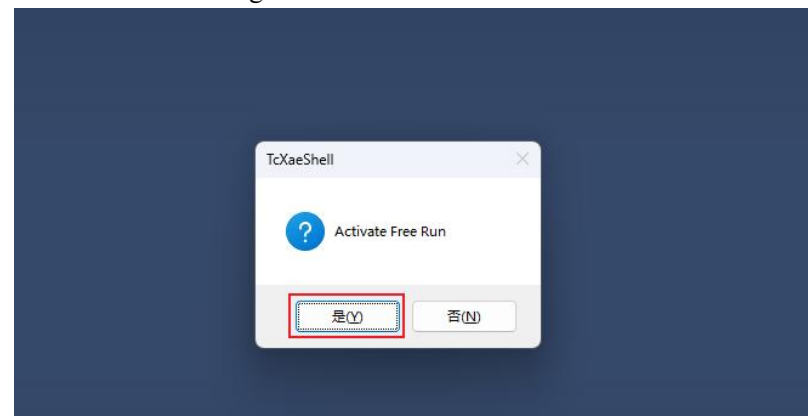 TcXaeShell
Activate Free Run
是(Y)
否(N)